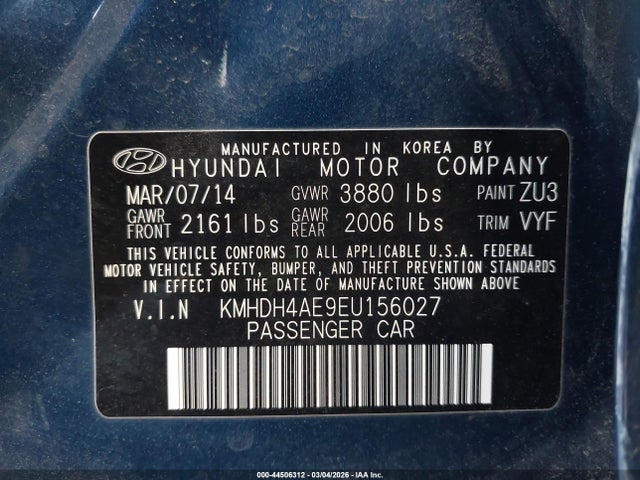 MANUFACTURED IN KOREA BY
HYUNDAI MOTOR COMPANY
MAR/07/14 GVWR 3880 lbs PAINT ZU3
GAWR FRONT 2161 lbs GAWR REAR 2006 lbs TRIM VYF
THIS VEHICLE CONFORMS TO ALL APPLICABLE U.S.A. FEDERAL
MOTOR VEHICLE SAFETY, BUMPER, AND THEFT PREVENTION STANDARDS
IN EFFECT ON THE DATE OF MANUFACTURE SHOWN ABOVE
V.I.N KMHDH4AE9EU156027
PASSENGER CAR
000-44506312 - 03/04/2026 - IAA Inc.